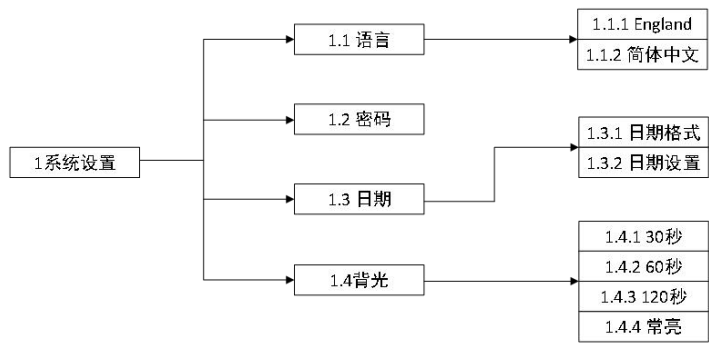 1系统设置
1.1 语言
1.1.1 England
1.1.2 简体中文
1.2 密码
1.3 日期
1.3.1 日期格式
1.3.2 日期设置
1.4背光
1.4.1 30秒
1.4.2 60秒
1.4.3 120秒
1.4.4 常亮